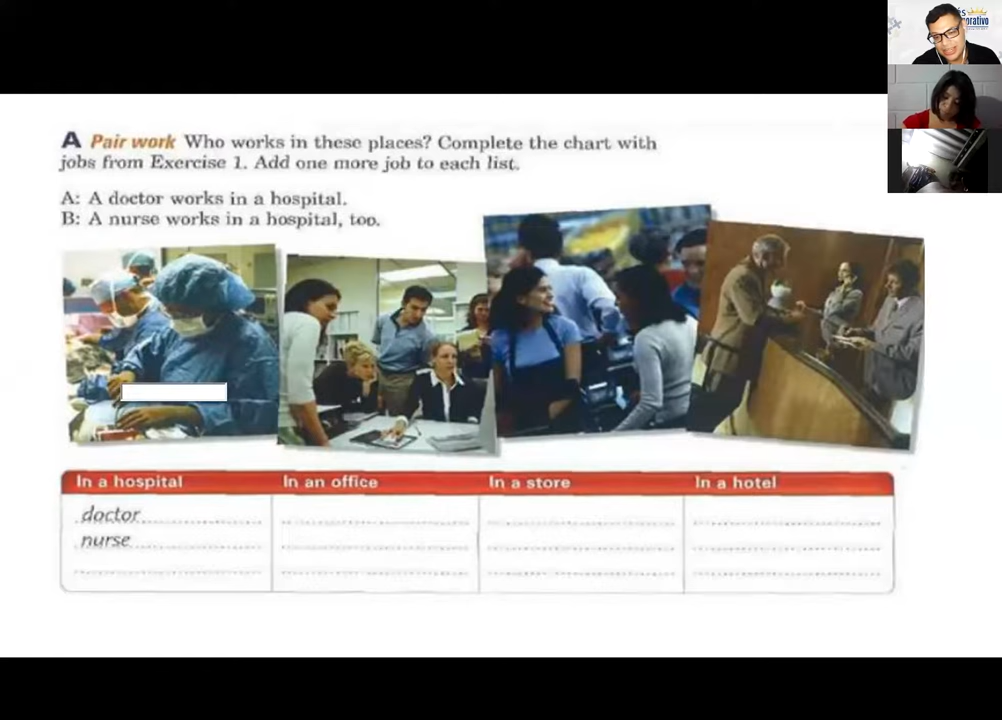 A Pair work Who works in these places? Complete the chart with
jobs from Exercise 1. Add one more job to each list.
A: A doctor works in a hospital.
B: A nurse works in a hospital, too.
In a hospital In an office In a store In a hotel
doctor
nurse